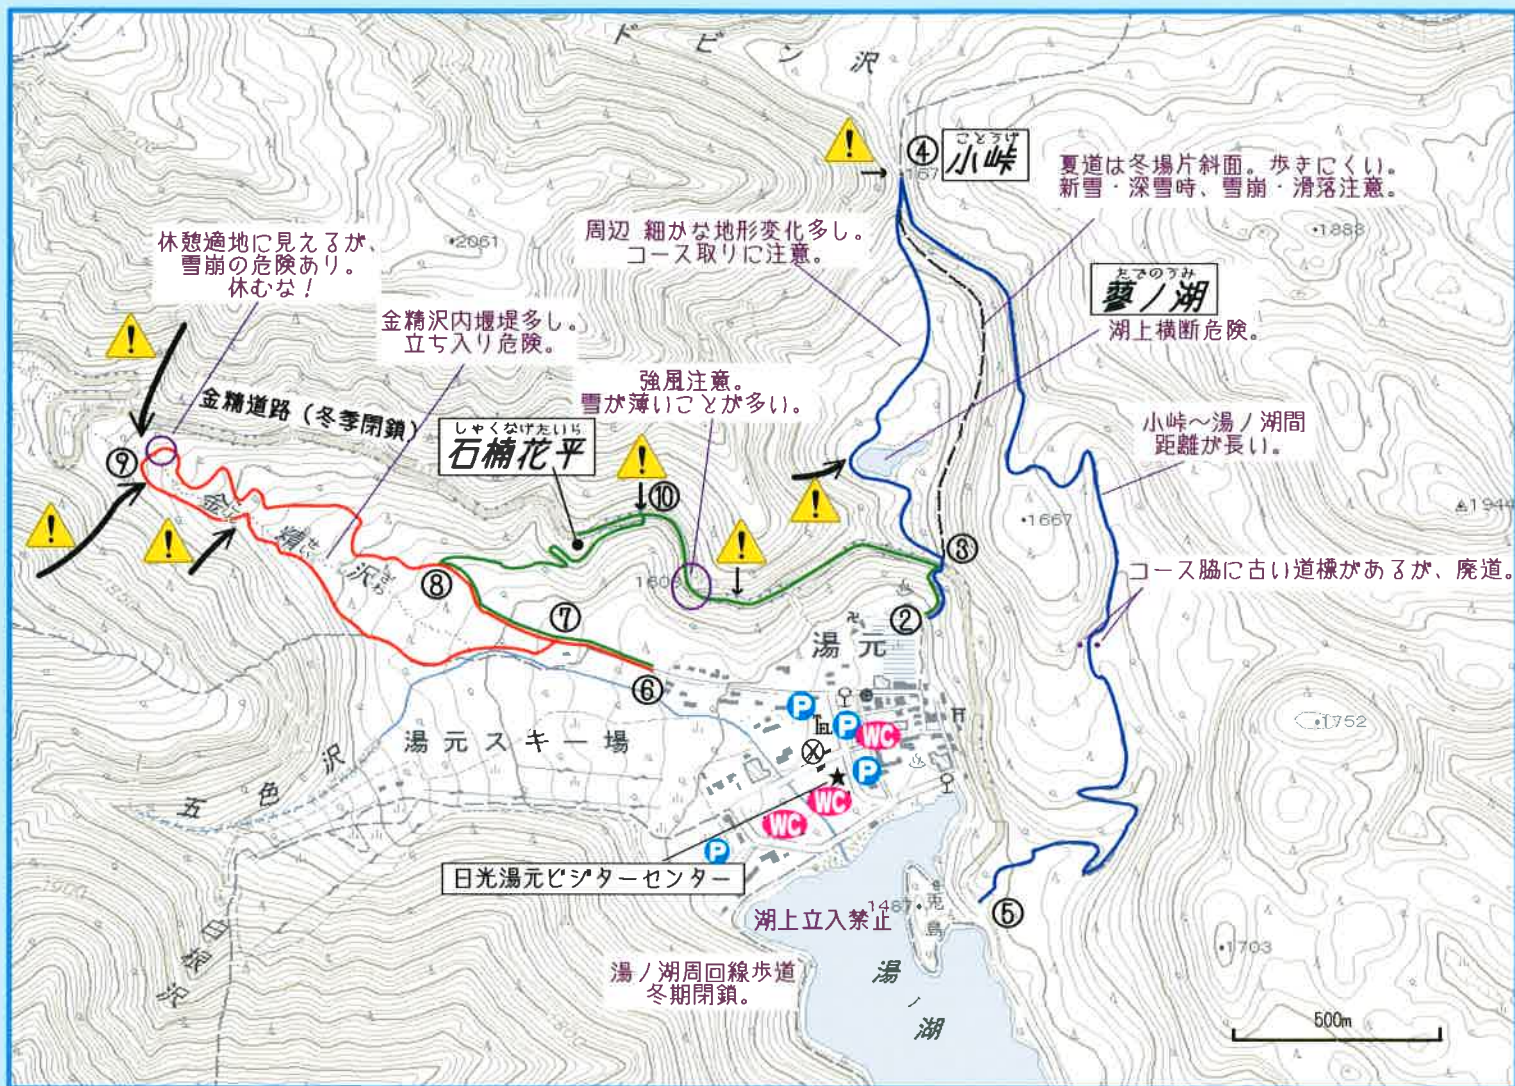 ドビン沢
④
ことうげ
小峠
167
夏道は冬場片斜面。歩きにくい。
新雪・深雪時、雪崩・滑落注意。
周辺 細かな地形変化多し。
コース取りに注意。
・1888
・2061
休憩適地に見えるが、
雪崩の危険あり。
休むな！
たでのうみ
蓼ノ湖
湖上横断危険。
金精沢内堰堤多し。
立ち入り危険。
強風注意。
雪が薄いことが多い。
金精道路（冬季閉鎖）
しゃくなげだいら
石楠花平
小峠～湯ノ湖間
距離が長い。
⑨
⑩
1944
・1667
金精沢
せい
ざわ
③
コース脇に古い道標があるが、廃道。
⑧
⑦
②
湯元
⑥
P
P
WC
P
・1752
湯元スキー場
五色沢
WC
WC
P
日光湯元ビジターセンター
⑤
湖上立入禁止
1487
兎島
・1703
湯ノ湖周回線歩道
冬期閉鎖。
湯ノ湖
500m